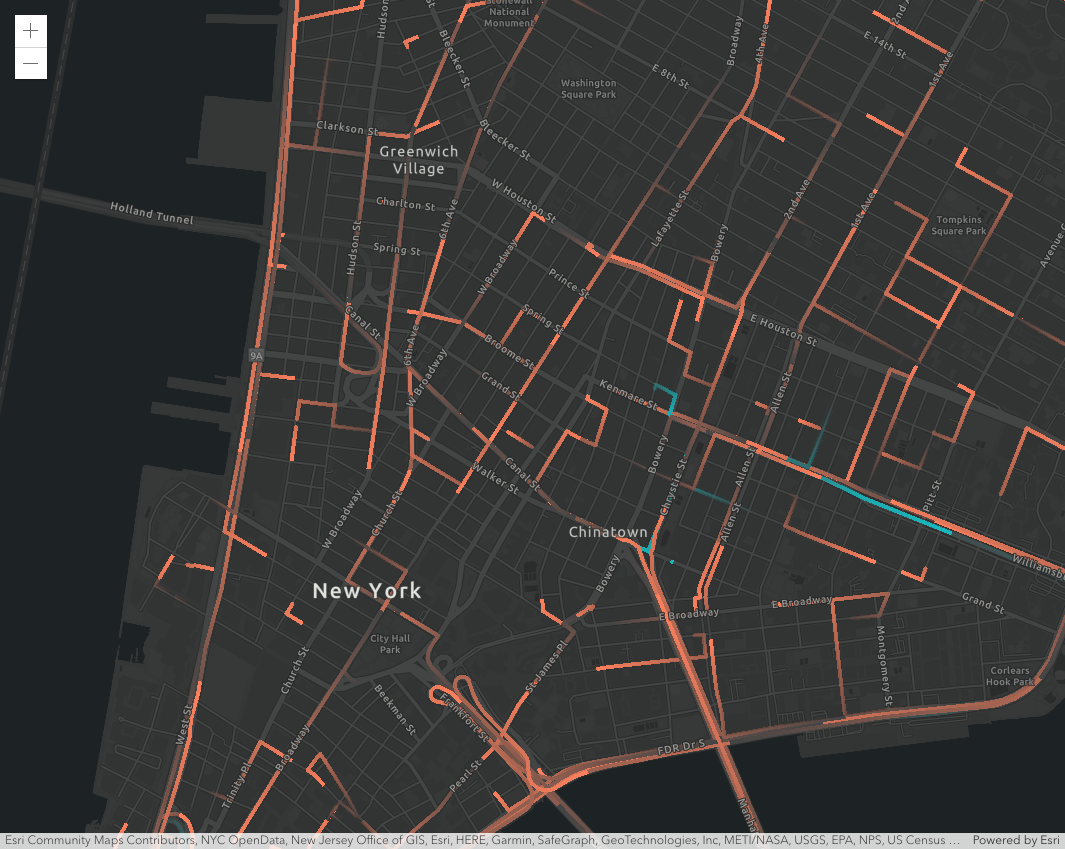 Stonewall
National
Monument
Hudson
St
2nd A
Broadway
4th Ave
E 14th St
Bleecker St
E 8th St
1st Ave
Washington
Square Park
Clarkson St
Greenwich
Village
Bleecker St
W Houston St
Charlton St
6th Ave
Lafayette St
2nd Ave
1st Ave
Holland Tunnel
Hudson St
Spring St
W Broadway
Bowery
Tompkins
Square Park
Avenue C
Prince St
Canal St
Spring St
E Houston St
9A
6th Ave
Broome St
W Broadway
Grand St
Kenmare St
Allen St
Bowery
Allen St
Canal St
Walker St
Chrystie St
Pitt St
W Broadway
Church St
Allen St
Chinatown
Williamsb
New York
Bowery
E Broadway
E Broadway
Grand St
City Hall
Park
Montgomery St
Church St
St James Pl
Corlears
Hook Park
Beekman St
Frankfort St
West St
Broadway
FDR Dr S
Trinity Pl
Pearl St
Manha
Esri Community Maps Contributors, NYC OpenData, New Jersey Office of GIS, Esri, HERE, Garmin, SafeGraph, GeoTechnologies, Inc, METI/NASA, USGS, EPA, NPS, US Census ...
Powered by Esri